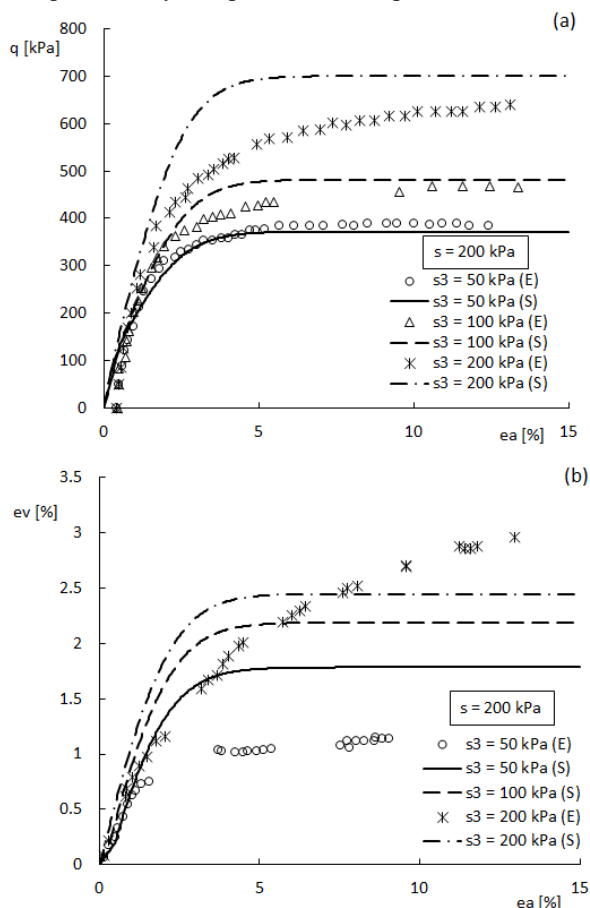 (a)
q [kPa]
800
700
600
500
400
300
200
100
0
s = 200 kPa
s3 = 50 kPa (E)
s3 = 50 kPa (S)
s3 = 100 kPa (E)
s3 = 100 kPa (S)
s3 = 200 kPa (E)
s3 = 200 kPa (S)
0 5 10 15
ea [%]
(b)
ev [%]
3.5
3
2.5
2
1.5
1
0.5
0
s = 200 kPa
s3 = 50 kPa (E)
s3 = 50 kPa (S)
s3 = 100 kPa (S)
s3 = 200 kPa (E)
s3 = 200 kPa (S)
0 5 10 15
ea [%]